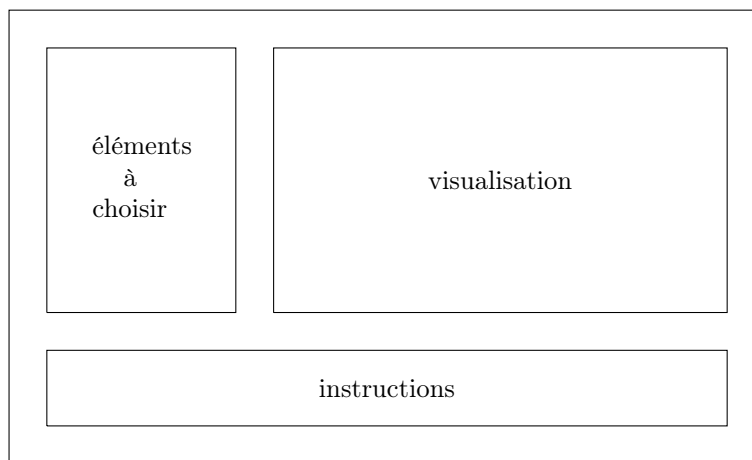 éléments
à
choisir
visualisation
instructions